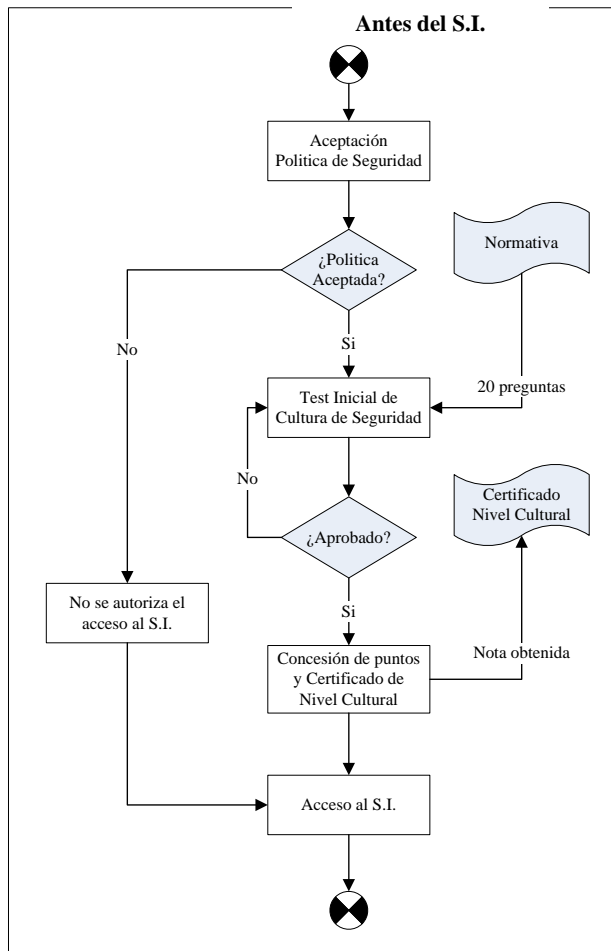 Antes del S.I.
Aceptación
Politica de Seguridad
¿Politica
Aceptada?
Normativa
No
Si
20 preguntas
Test Inicial de
Cultura de Seguridad
No
¿Aprobado?
Certificado
Nivel Cultural
Si
No se autoriza el
acceso al S.I.
Concesión de puntos
y Certificado de
Nivel Cultural
Nota obtenida
Acceso al S.I.